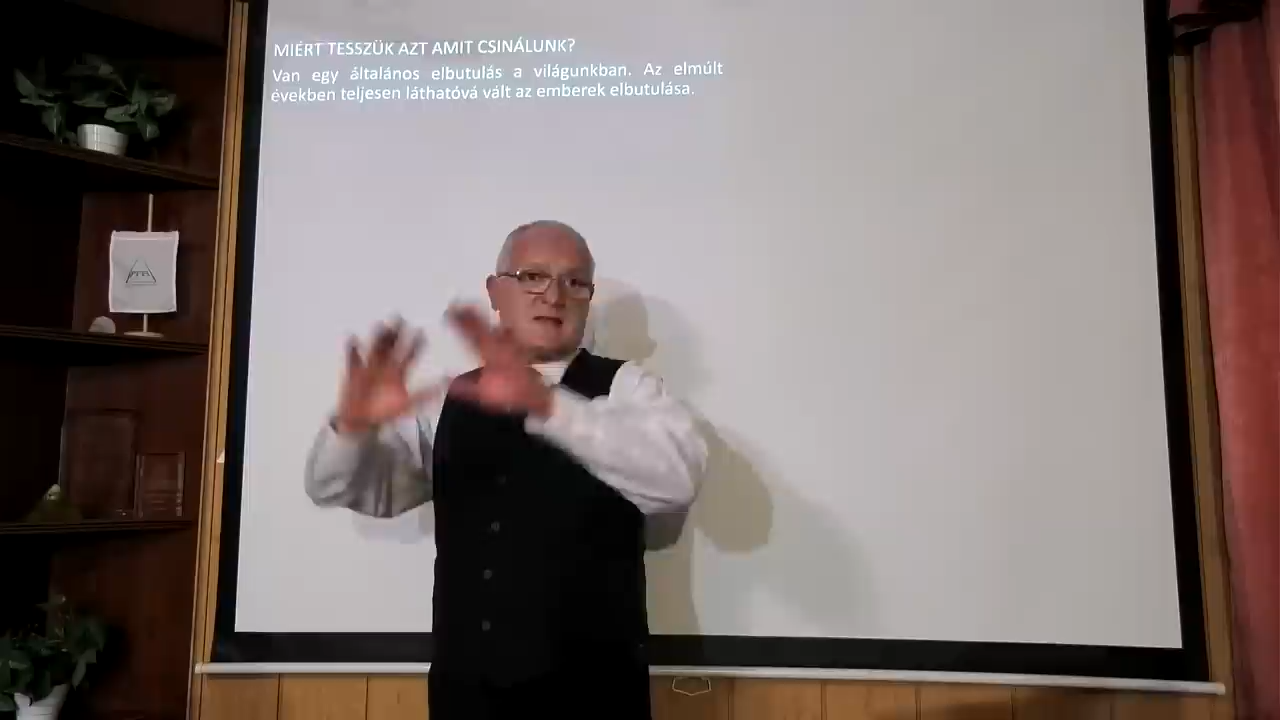 MIÉRT TESSZÜK AZT AMIT CSINÁLUNK?
Van egy általános elbutulás a világunkban. Az elmúlt
években teljesen láthatóvá vált az emberek elbutulása.